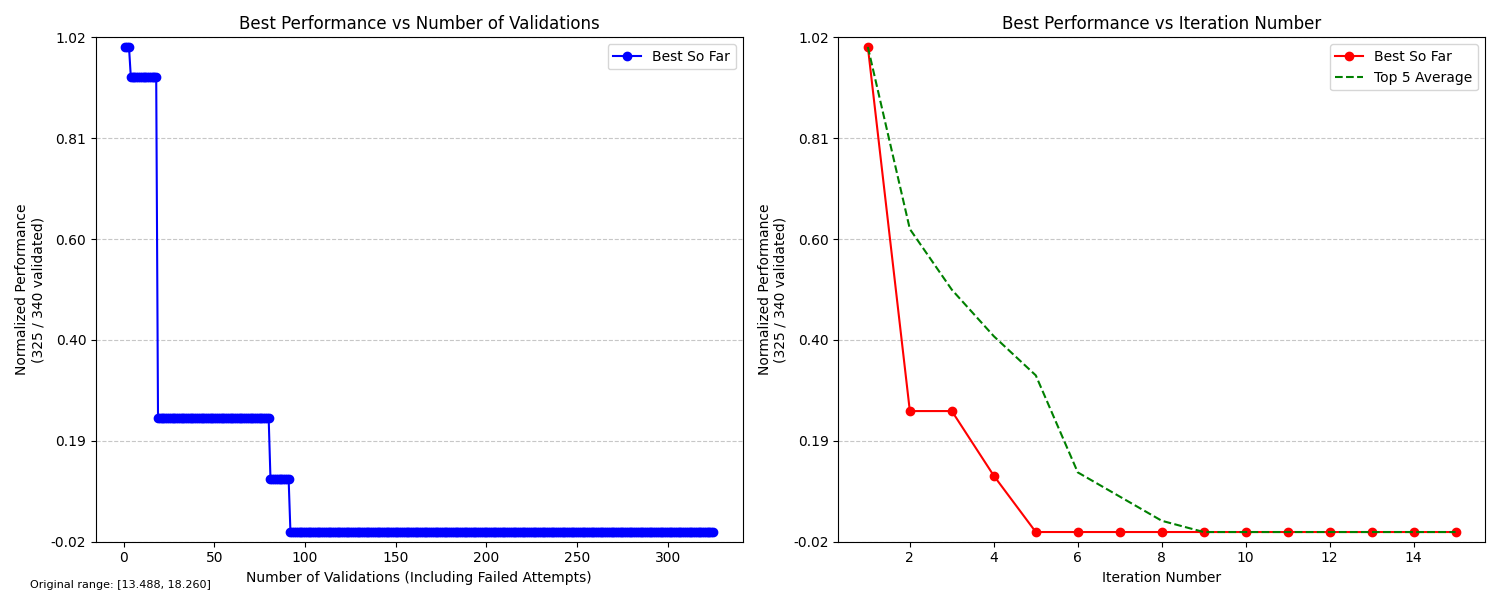 Best Performance vs Number of Validations
1.02
0.81
0.60
0.40
0.19
-0.02
Normalized Performance
(325 / 340 validated)
Best So Far
0
50
100
150
200
250
300
Number of Validations (Including Failed Attempts)
Original range: [13.488, 18.260]
Best Performance vs Iteration Number
1.02
0.81
0.60
0.40
0.19
-0.02
Normalized Performance
(325 / 340 validated)
Best So Far
Top 5 Average
2
4
6
8
10
12
14
Iteration Number